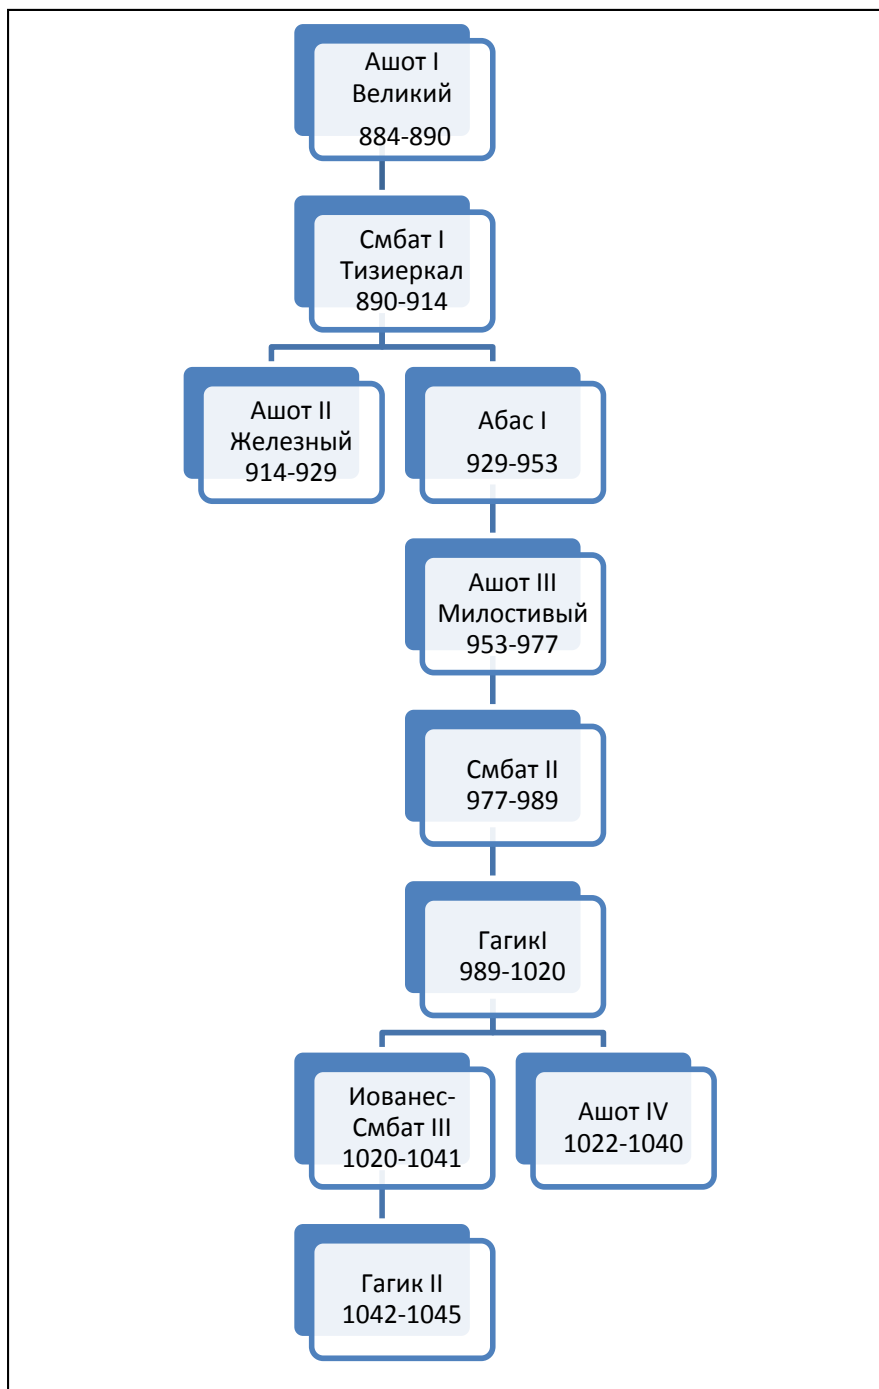 Ашот I
Великий
884-890
Смбат I
Тизиеркал
890-914
Ашот II
Железный
914-929
Абас I
929-953
Ашот III
Милостивый
953-977
Смбат II
977-989
ГагикI
989-1020
Иованес-
Смбат III
1020-1041
Ашот IV
1022-1040
Гагик II
1042-1045